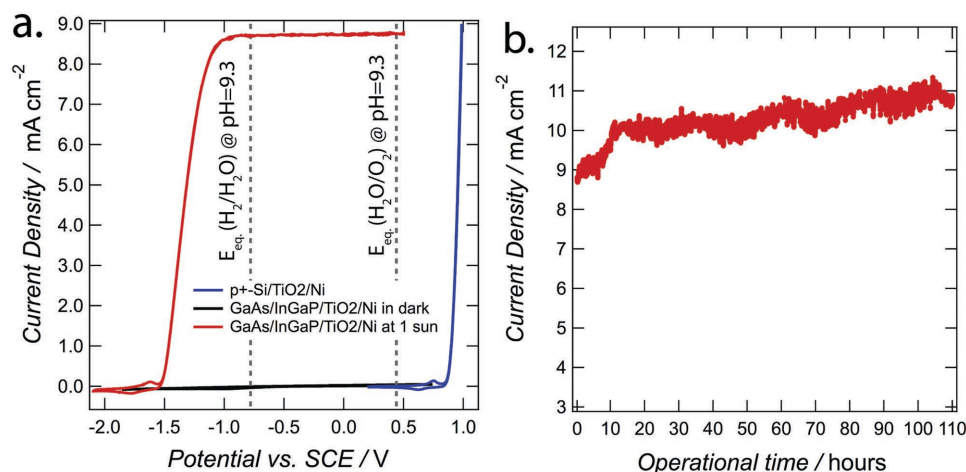 a.
9.0
8.0
7.0
6.0
5.0
4.0
3.0
2.0
1.0
0.0
Current Density / mA cm⁻²
E_eq. (H₂/H₂O) @ pH=9.3
E_eq. (H₂O/O₂) @ pH=9.3
p+-Si/TiO2/Ni
GaAs/InGaP/TiO2/Ni in dark
GaAs/InGaP/TiO2/Ni at 1 sun
-2.0 -1.5 -1.0 -0.5 0.0 0.5 1.0
Potential vs. SCE / V
b.
12
11
10
9
8
7
6
5
4
3
Current Density / mA cm⁻²
0 10 20 30 40 50 60 70 80 90 100 110
Operational time / hours